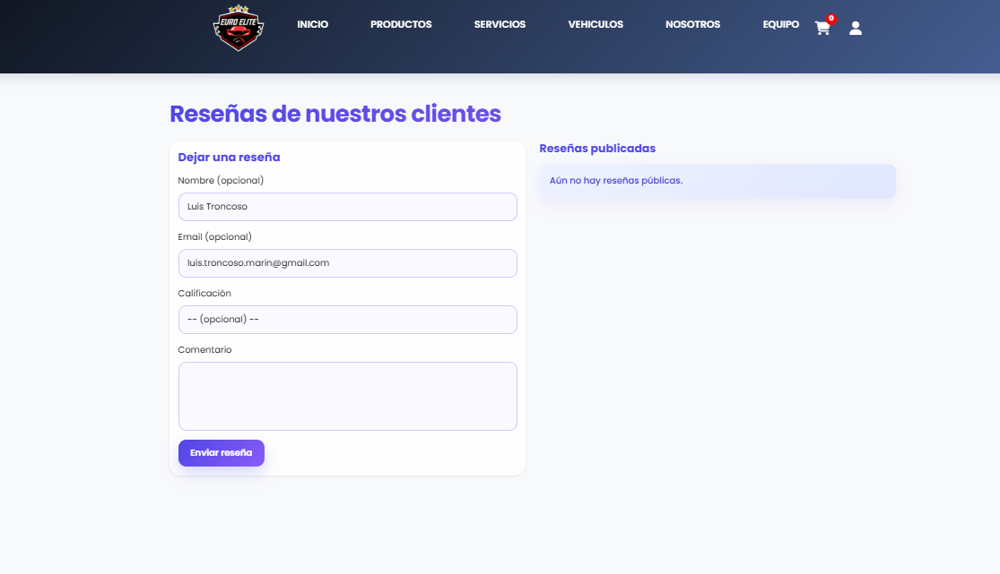 EURO ELITE
INICIO
PRODUCTOS
SERVICIOS
VEHICULOS
NOSOTROS
EQUIPO
0
Reseñas de nuestros clientes
Dejar una reseña
Nombre (opcional)
Luis Troncoso
Email (opcional)
luis.troncoso.marin@gmail.com
Calificación
-- (opcional) --
Comentario
Enviar reseña
Reseñas publicadas
Aún no hay reseñas públicas.